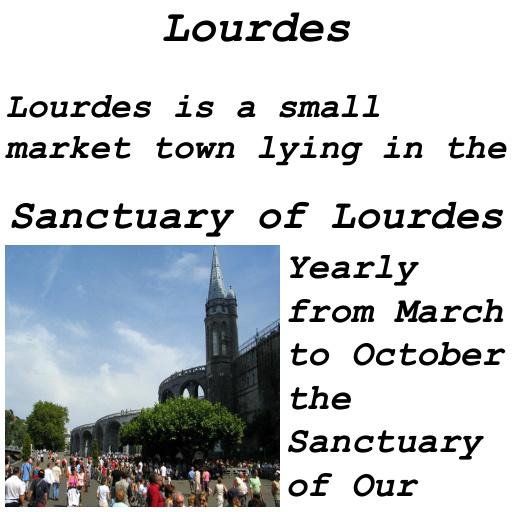 Lourdes
Lourdes is a small
market town lying in the
Sanctuary of Lourdes
Yearly
from March
to October
the
Sanctuary
of Our